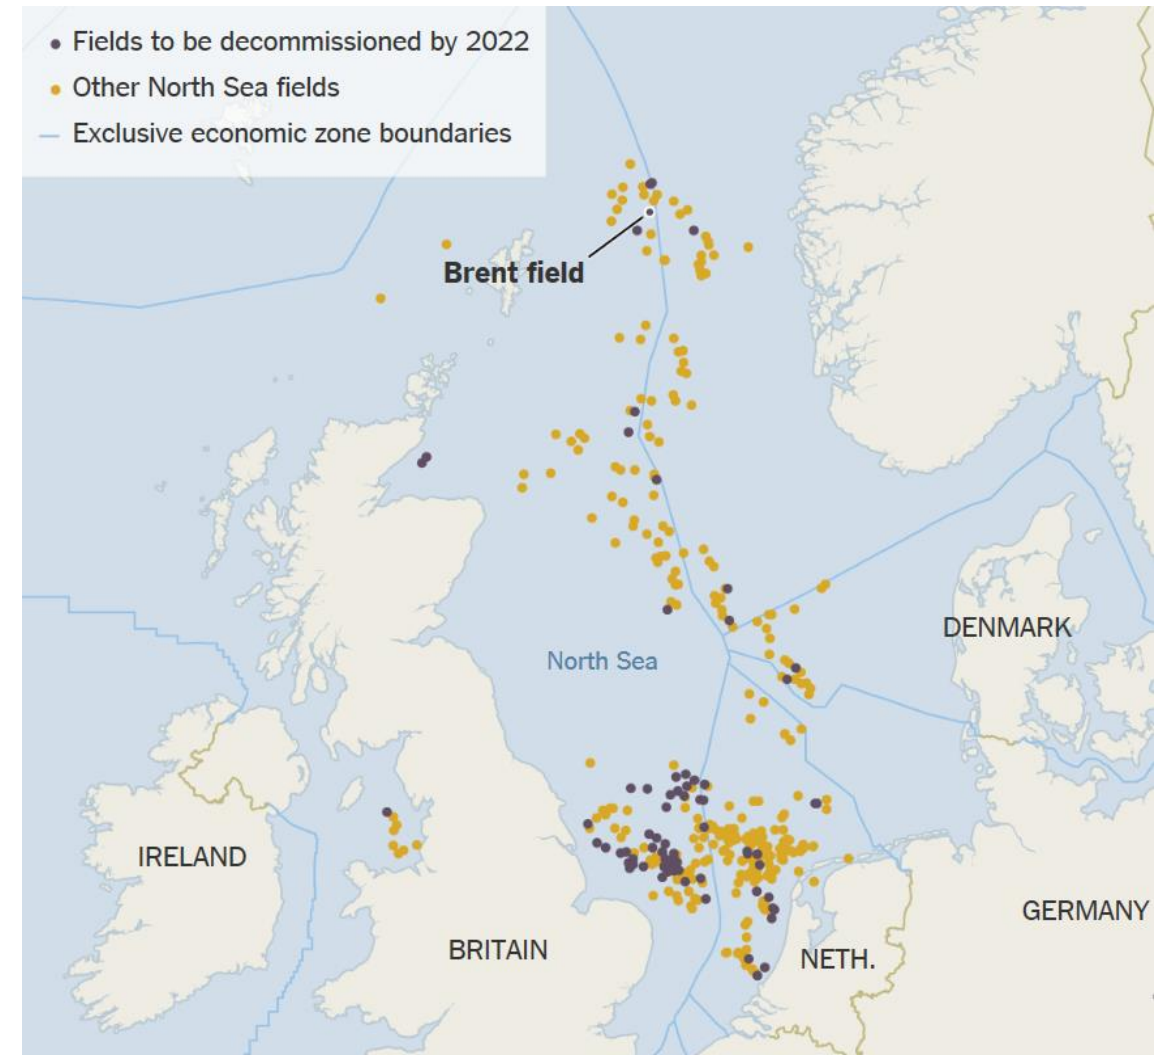 Fields to be decommissioned by 2022
Other North Sea fields
Exclusive economic zone boundaries
Brent field
North Sea
DENMARK
IRELAND
BRITAIN
NETH.
GERMANY